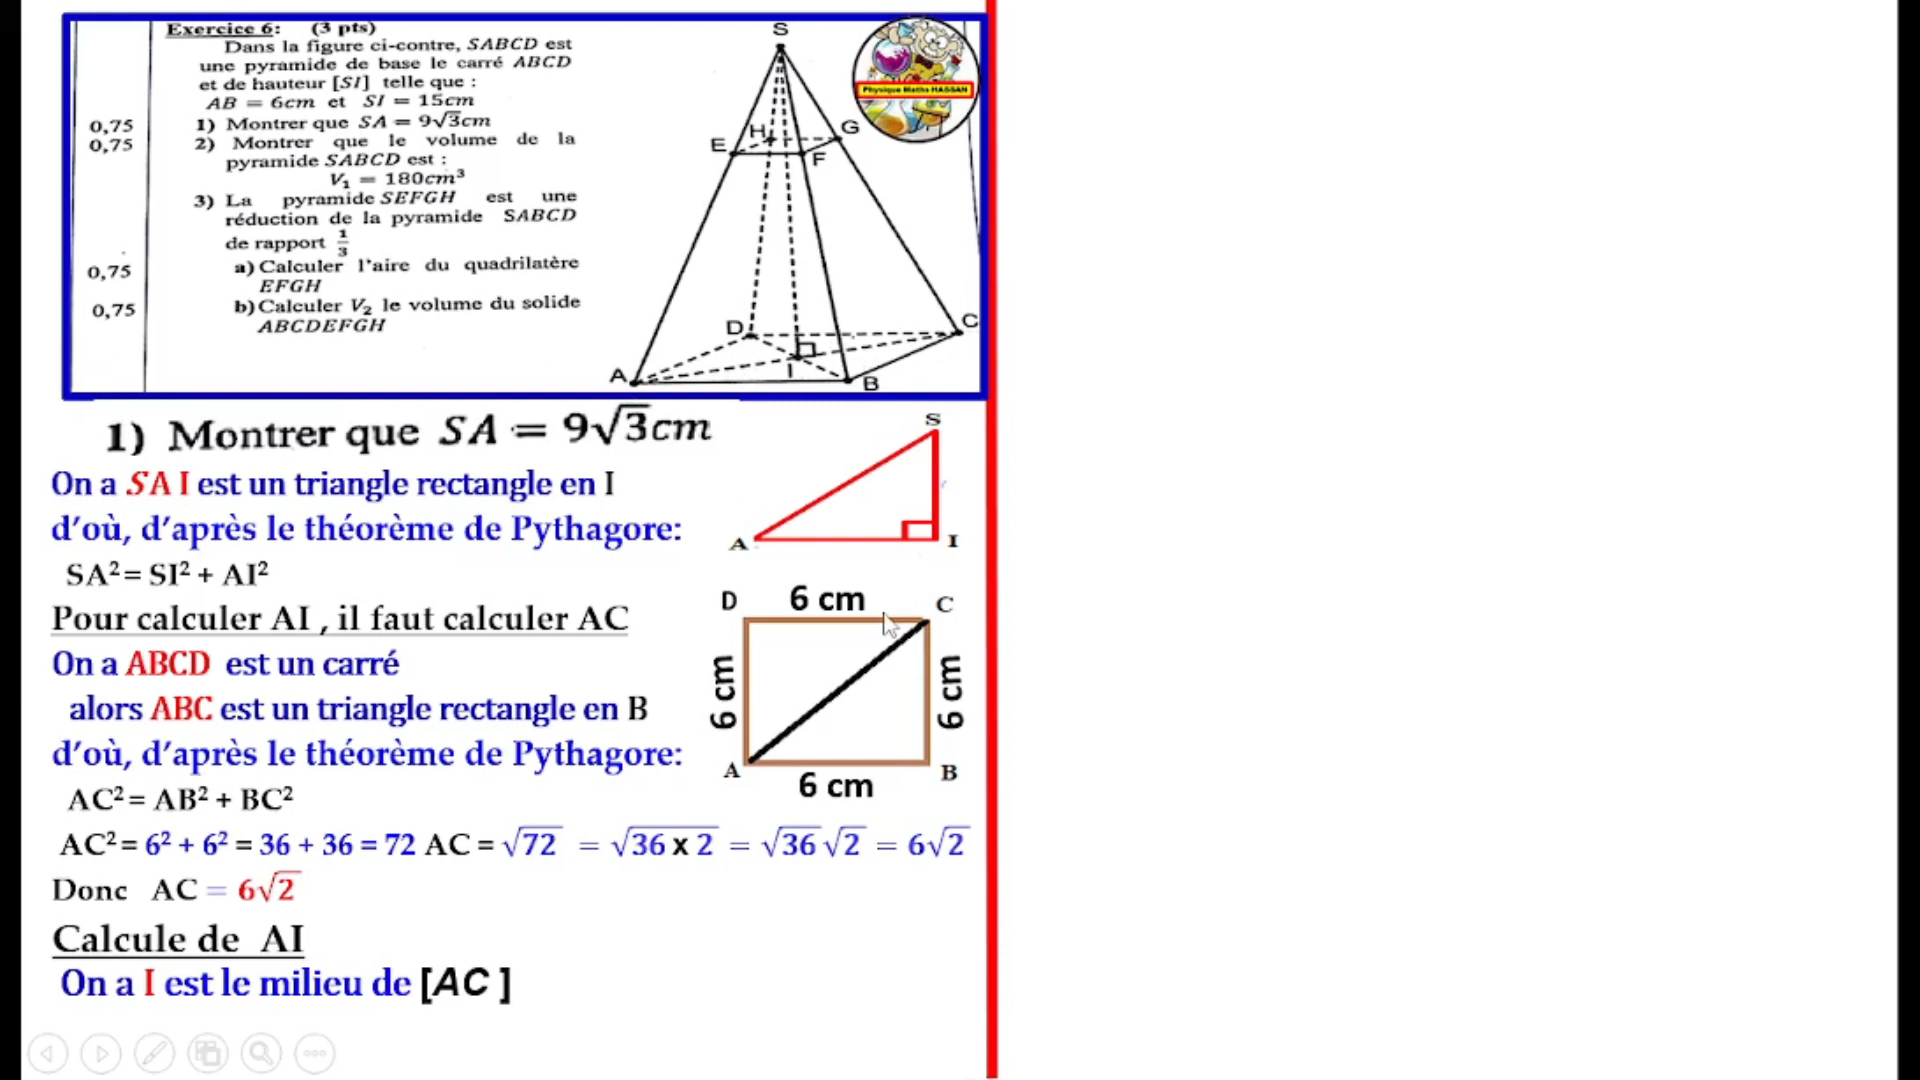 Exercice 6: (3 pts)
Dans la figure ci-contre, SABCD est
une pyramide de base le carré ABCD
et de hauteur [SI] telle que :
AB = 6cm et SI = 15cm
0,75 1) Montrer que SA = 9√3cm
0,75 2) Montrer que le volume de la
pyramide SABCD est :
V₁ = 180cm³
3) La pyramide SEFGH est une
réduction de la pyramide SABCD
de rapport 1/3
0,75 a) Calculer l'aire du quadrilatère
EFGH
0,75 b) Calculer V₂ le volume du solide
ABCDEFGH
S
Physique Maths HASSAN
E H G F
D C
A I B
1) Montrer que SA = 9√3cm
On a SA I est un triangle rectangle en I
d'où, d'après le théorème de Pythagore:
SA² = SI² + AI²
S
A I
Pour calculer AI , il faut calculer AC
On a ABCD est un carré
alors ABC est un triangle rectangle en B
d'où, d'après le théorème de Pythagore:
AC² = AB² + BC²
D 6 cm C
6 cm 6 cm
A B
6 cm
AC² = 6² + 6² = 36 + 36 = 72 AC = √72 = √36 x 2 = √36 √2 = 6√2
Donc AC = 6√2
Calcule de AI
On a I est le milieu de [AC ]